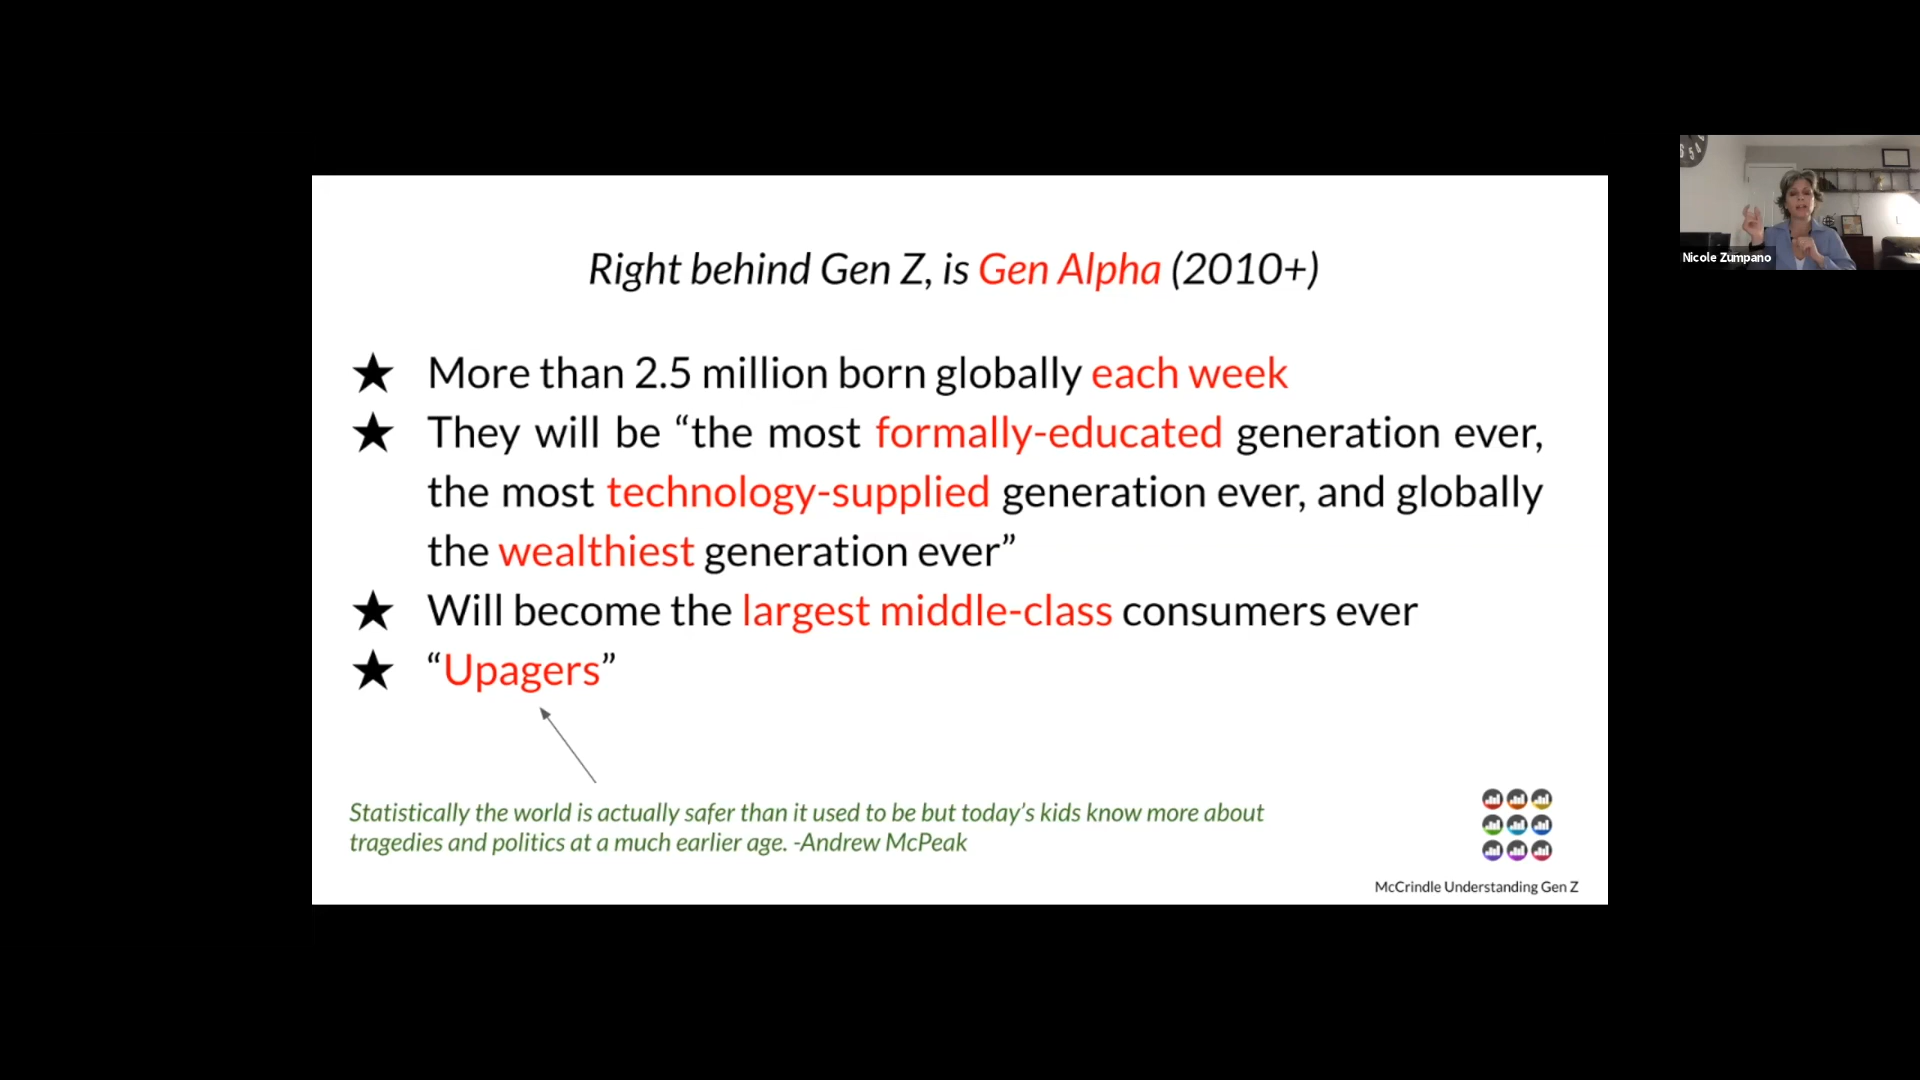 Right behind Gen Z, is Gen Alpha (2010+)
★ More than 2.5 million born globally each week
★ They will be “the most formally-educated generation ever,
the most technology-supplied generation ever, and globally
the wealthiest generation ever”
★ Will become the largest middle-class consumers ever
★ “Upagers”
Statistically the world is actually safer than it used to be but today’s kids know more about
tragedies and politics at a much earlier age. -Andrew McPeak
McCrindle Understanding Gen Z
Nicole Zumpano